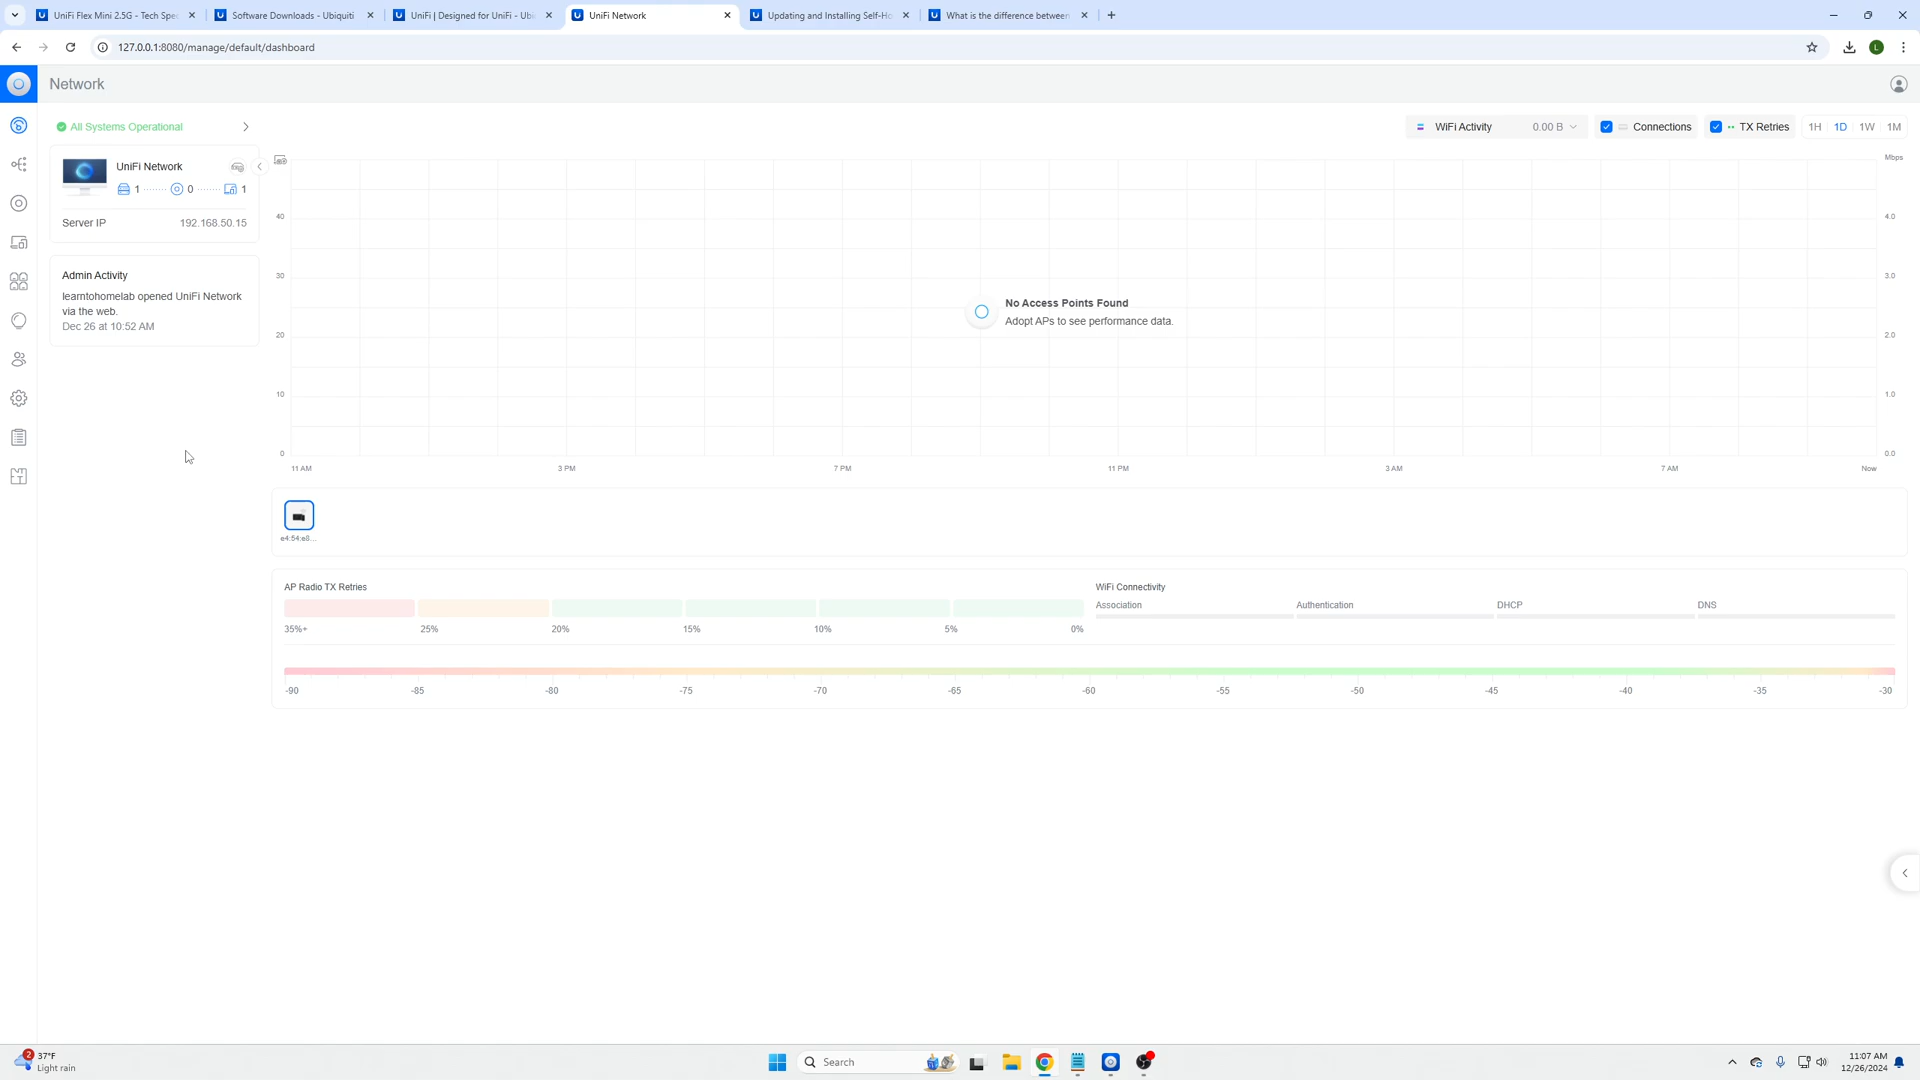 UniFi Flex Mini 2.5G - Tech Spec
Software Downloads - Ubiquiti
UniFi | Designed for UniFi - Ubi
UniFi Network
Updating and Installing Self-Ho
What is the difference between
127.0.0.1:8080/manage/default/dashboard
L
Network
All Systems Operational
WiFi Activity 0.00 B
Connections
TX Retries
1H 1D 1W 1M
UniFi Network
1 0 1
Server IP 192.168.50.15
Admin Activity
learntohomelab opened UniFi Network
via the web.
Dec 26 at 10:52 AM
Mbps
40 4.0
30 3.0
No Access Points Found
Adopt APs to see performance data.
20 2.0
10 1.0
0 0.0
11 AM 3 PM 7 PM 11 PM 3 AM 7 AM Now
e4:54:e8...
AP Radio TX Retries
35%+ 25% 20% 15% 10% 5% 0%
WiFi Connectivity
Association Authentication DHCP DNS
-90 -85 -80 -75 -70 -65 -60 -55 -50 -45 -40 -35 -30
2
37°F
Light rain
Search
11:07 AM
12/26/2024